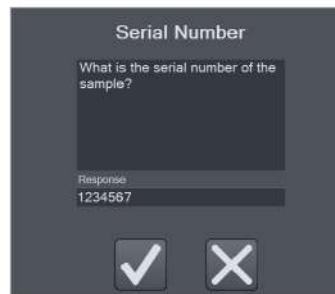 Serial Number
What is the serial number of the
sample?
Response
1234567